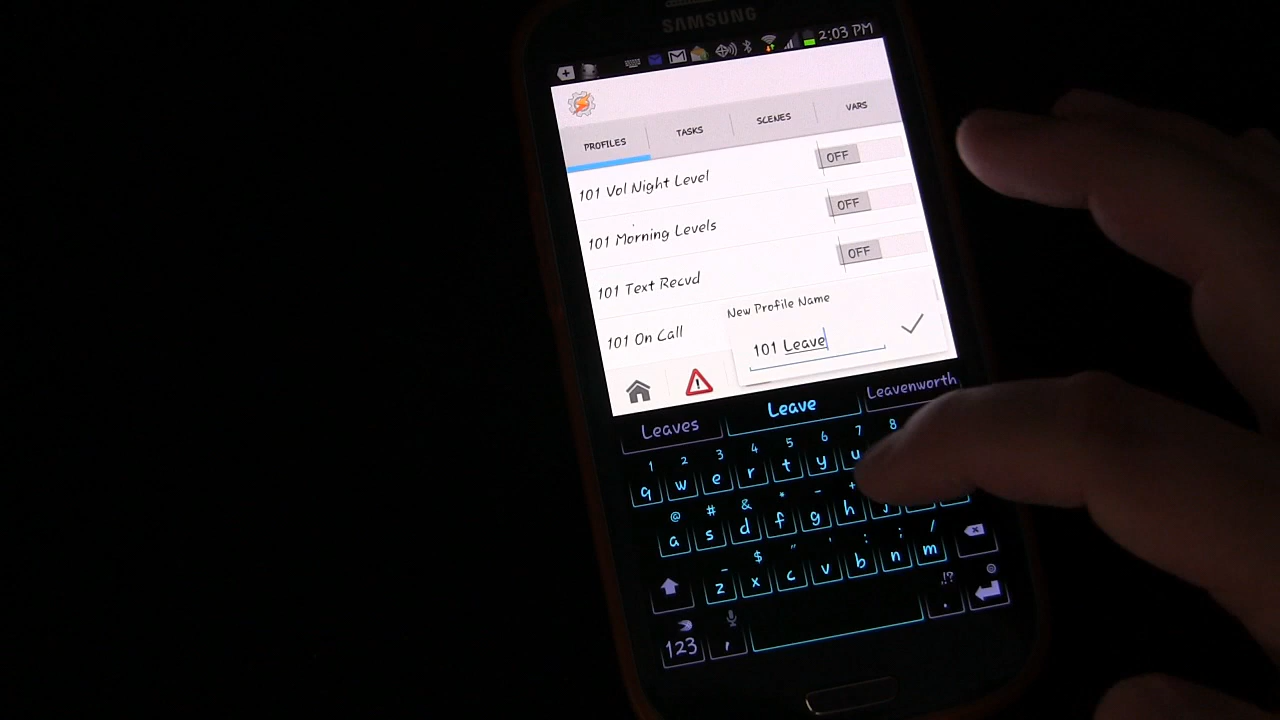 SAMSUNG
2:03 PM
PROFILES TASKS SCENES VARS
101 Vol Night Level OFF
101 Morning Levels OFF
101 Text Recvd OFF
101 On Call
New Profile Name
101 Leave
Leaves Leave Leavenworth
1 2 3 4 5 6 7 8
q w e r t y u
@ # & * - +
a s d f g h j
_ $ " ' : ; /
z x c v b n m
123 , . ,!?